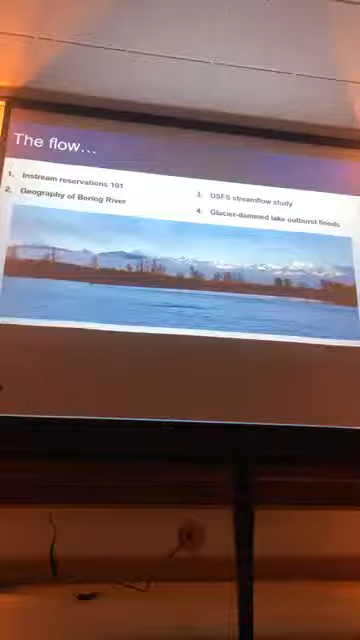 The flow...
1. Instream reservations 101
2. Geography of Bering River
3. USFS streamflow study
4. Glacier-dammed lake outburst floods